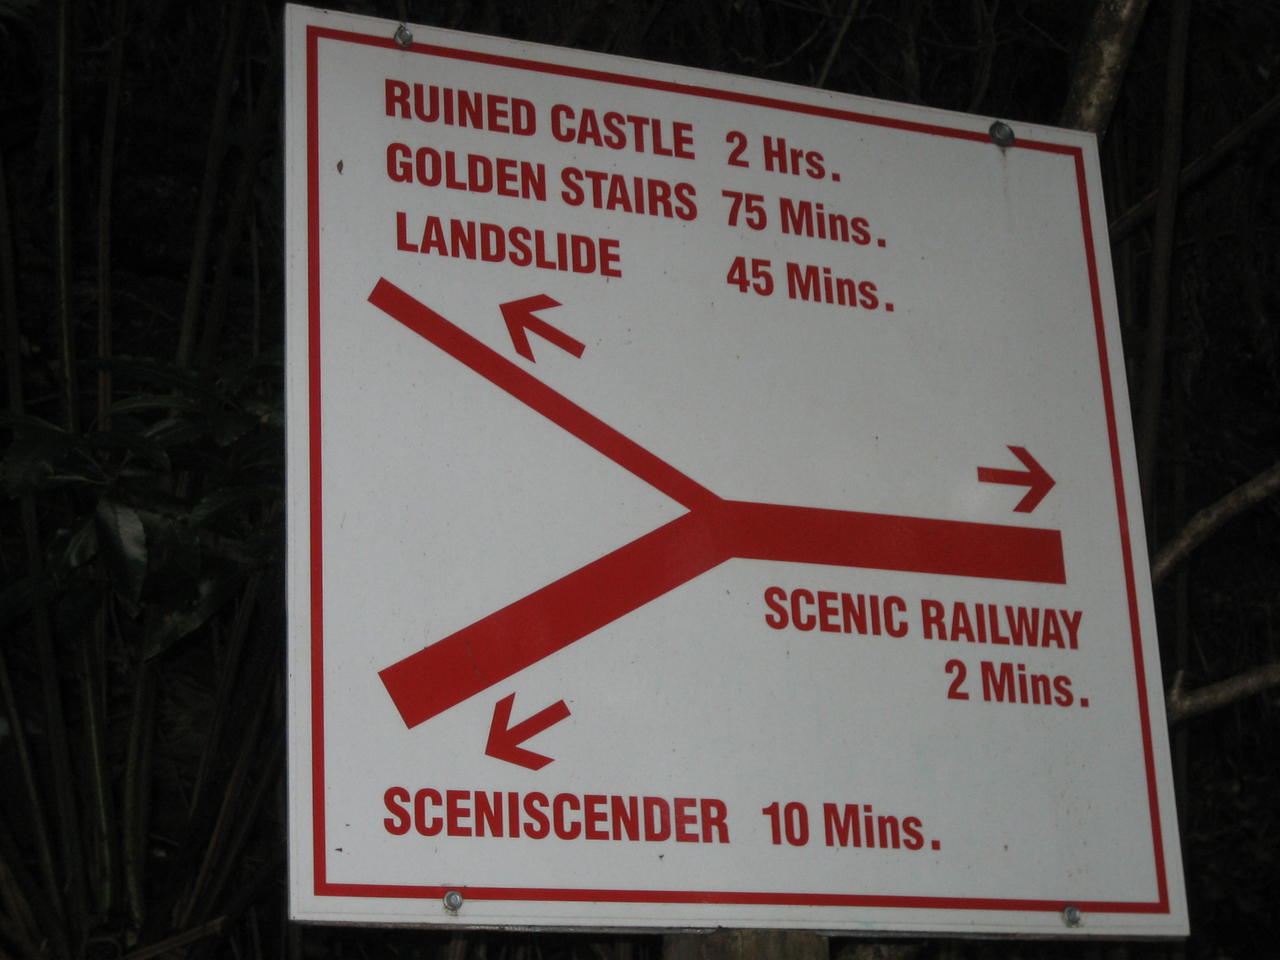 RUINED CASTLE 2 Hrs.
GOLDEN STAIRS 75 Mins.
LANDSLIDE 45 Mins.
SCENIC RAILWAY
2 Mins.
SCENISCENDER 10 Mins.